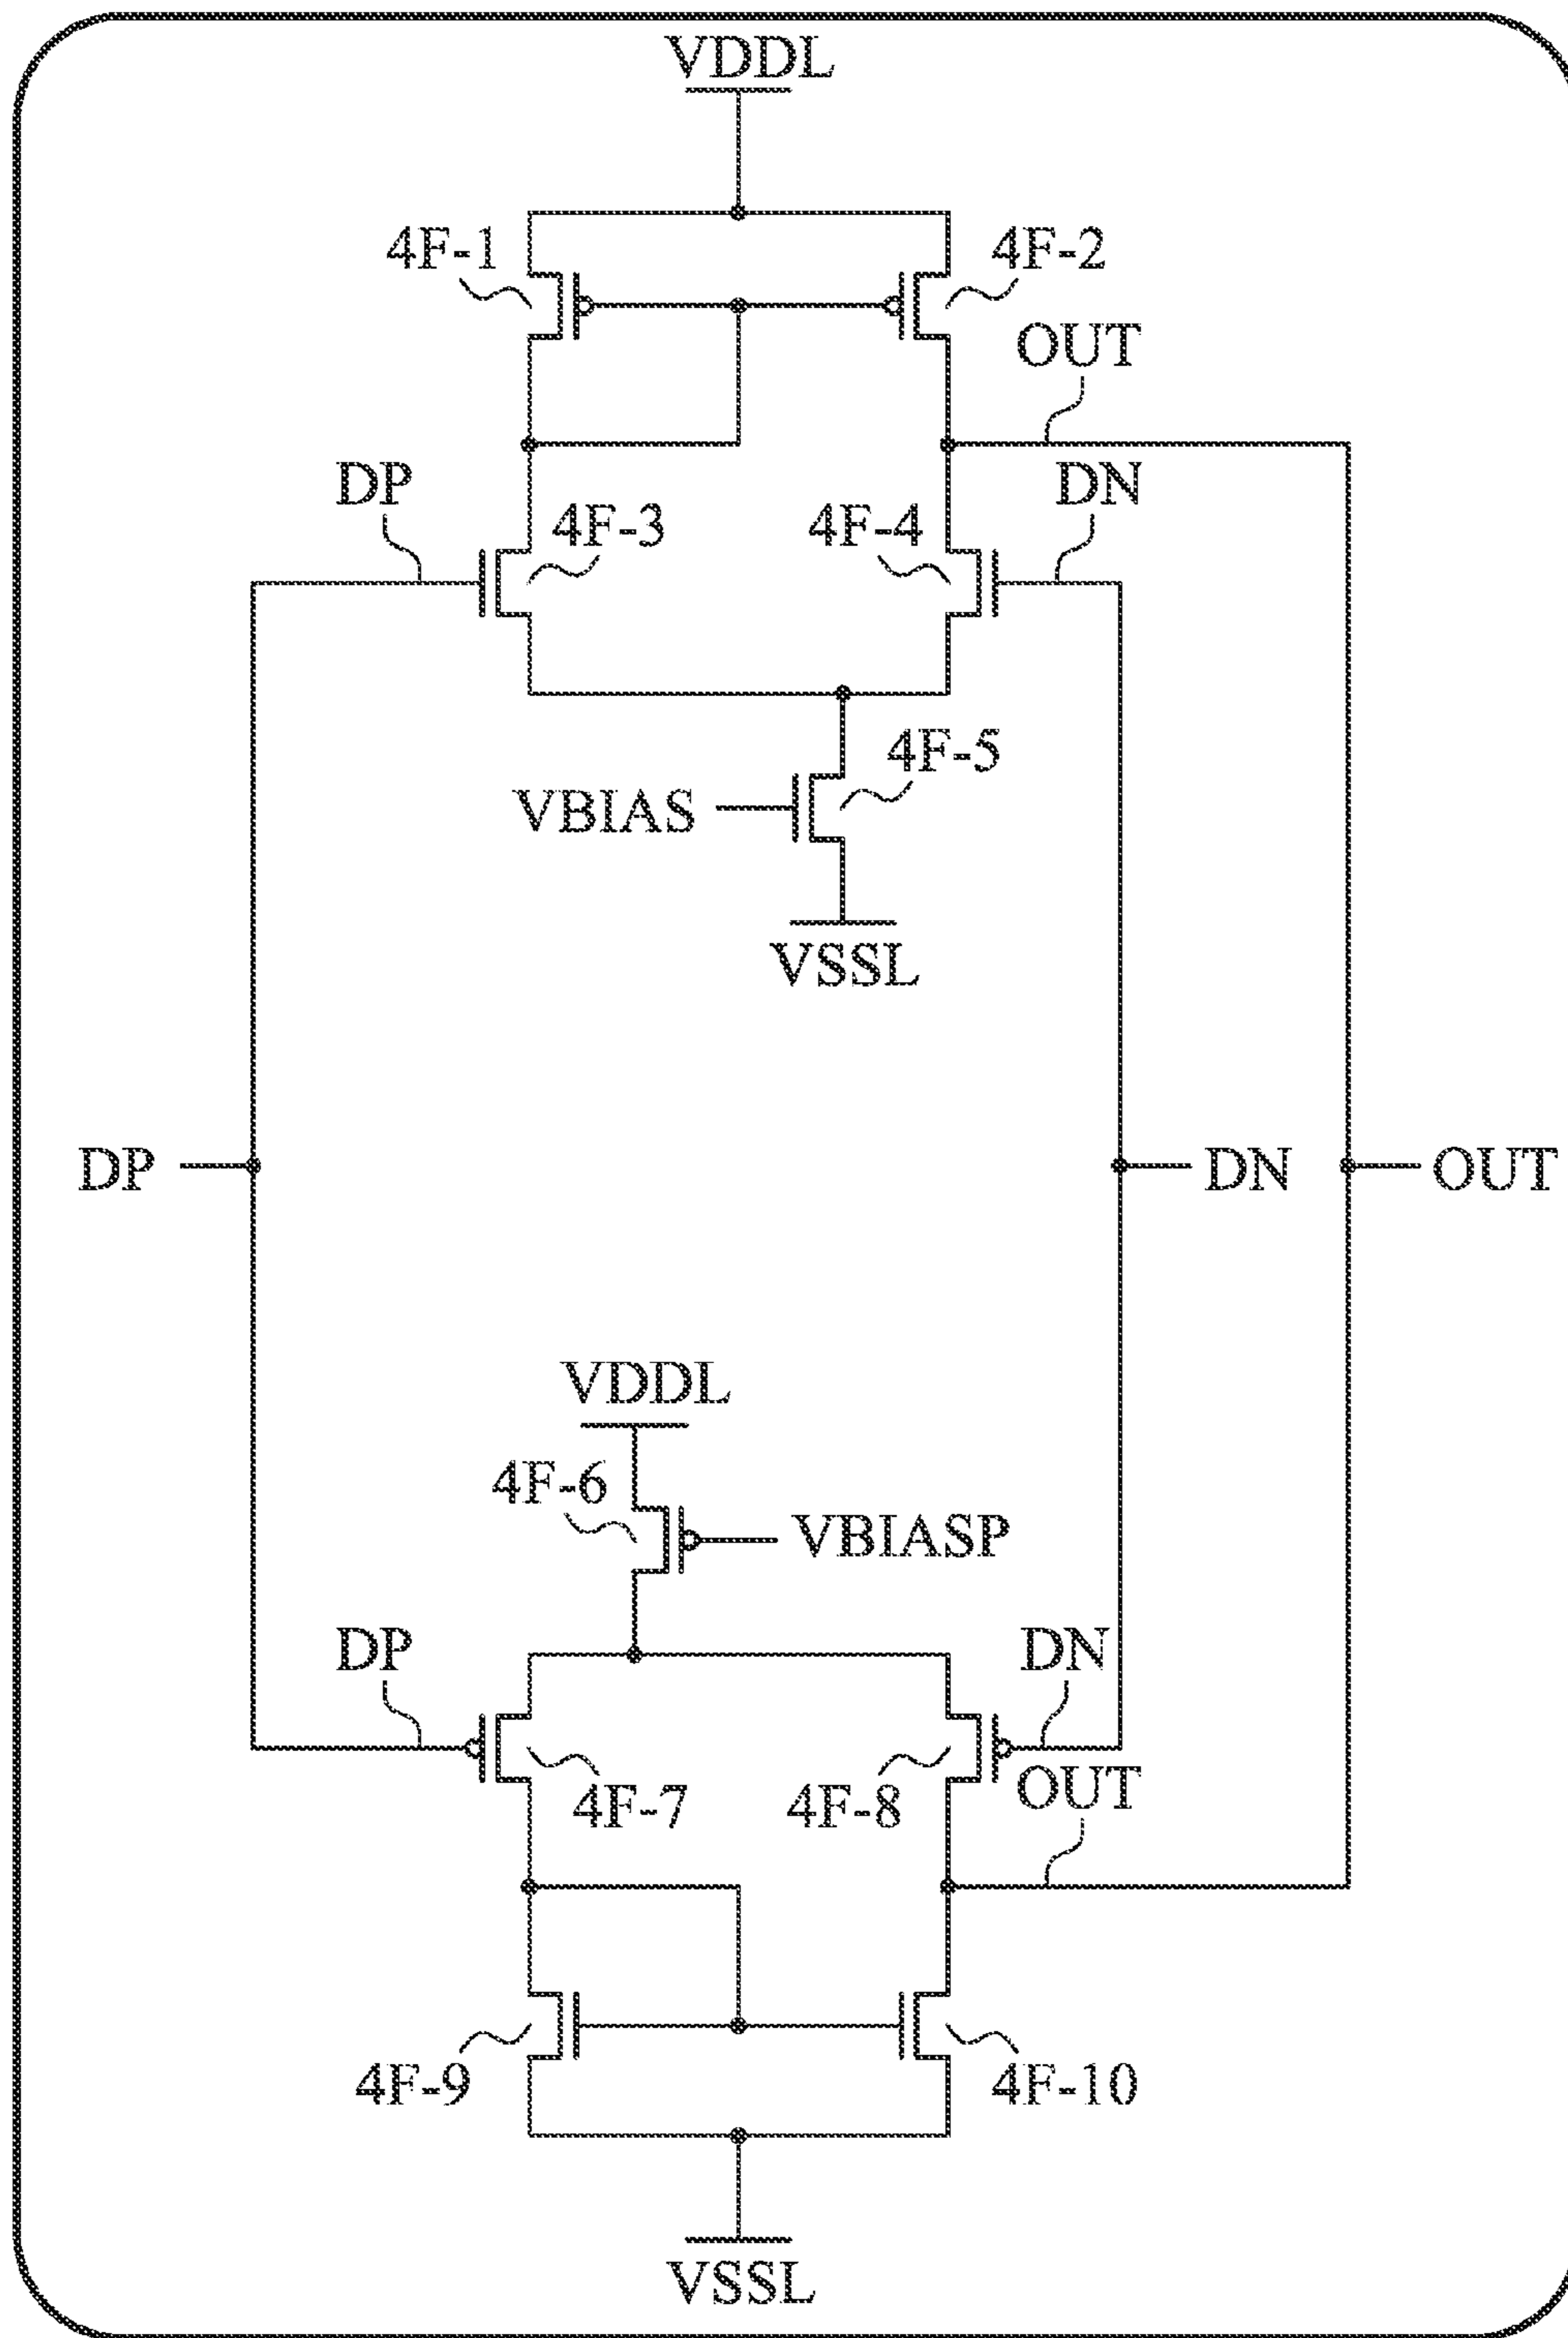 VDDL
4F-1
4F-2
OUT
DP
4F-3
4F-4
DN
4F-5
VBIAS
VSSL
DP
DN
OUT
VDDL
4F-6
VBIASP
DP
DN
4F-7
4F-8
OUT
4F-9
4F-10
VSSL